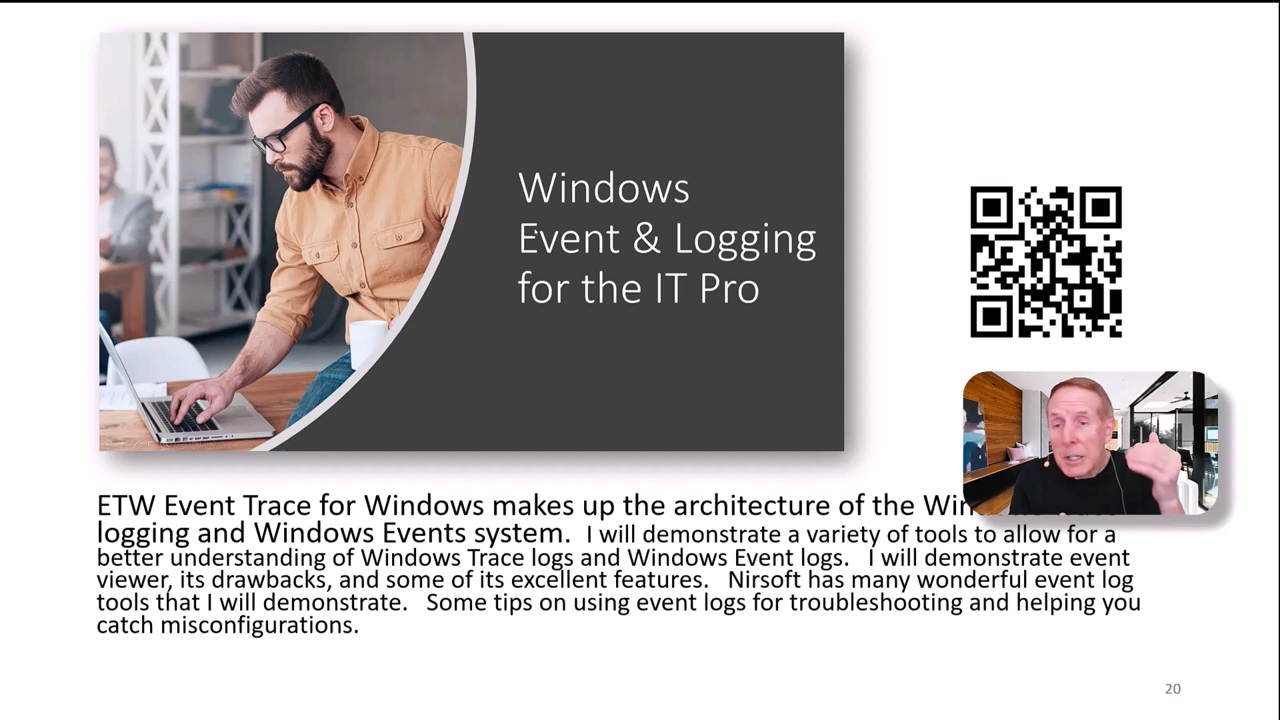 Windows
Event & Logging
for the IT Pro
ETW Event Trace for Windows makes up the architecture of the
logging and Windows Events system. I will demonstrate a variety of tools to allow for a
better understanding of Windows Trace logs and Windows Event logs. I will demonstrate event
viewer, its drawbacks, and some of its excellent features. Nirsoft has many wonderful event log
tools that I will demonstrate. Some tips on using event logs for troubleshooting and helping you
catch misconfigurations.
20